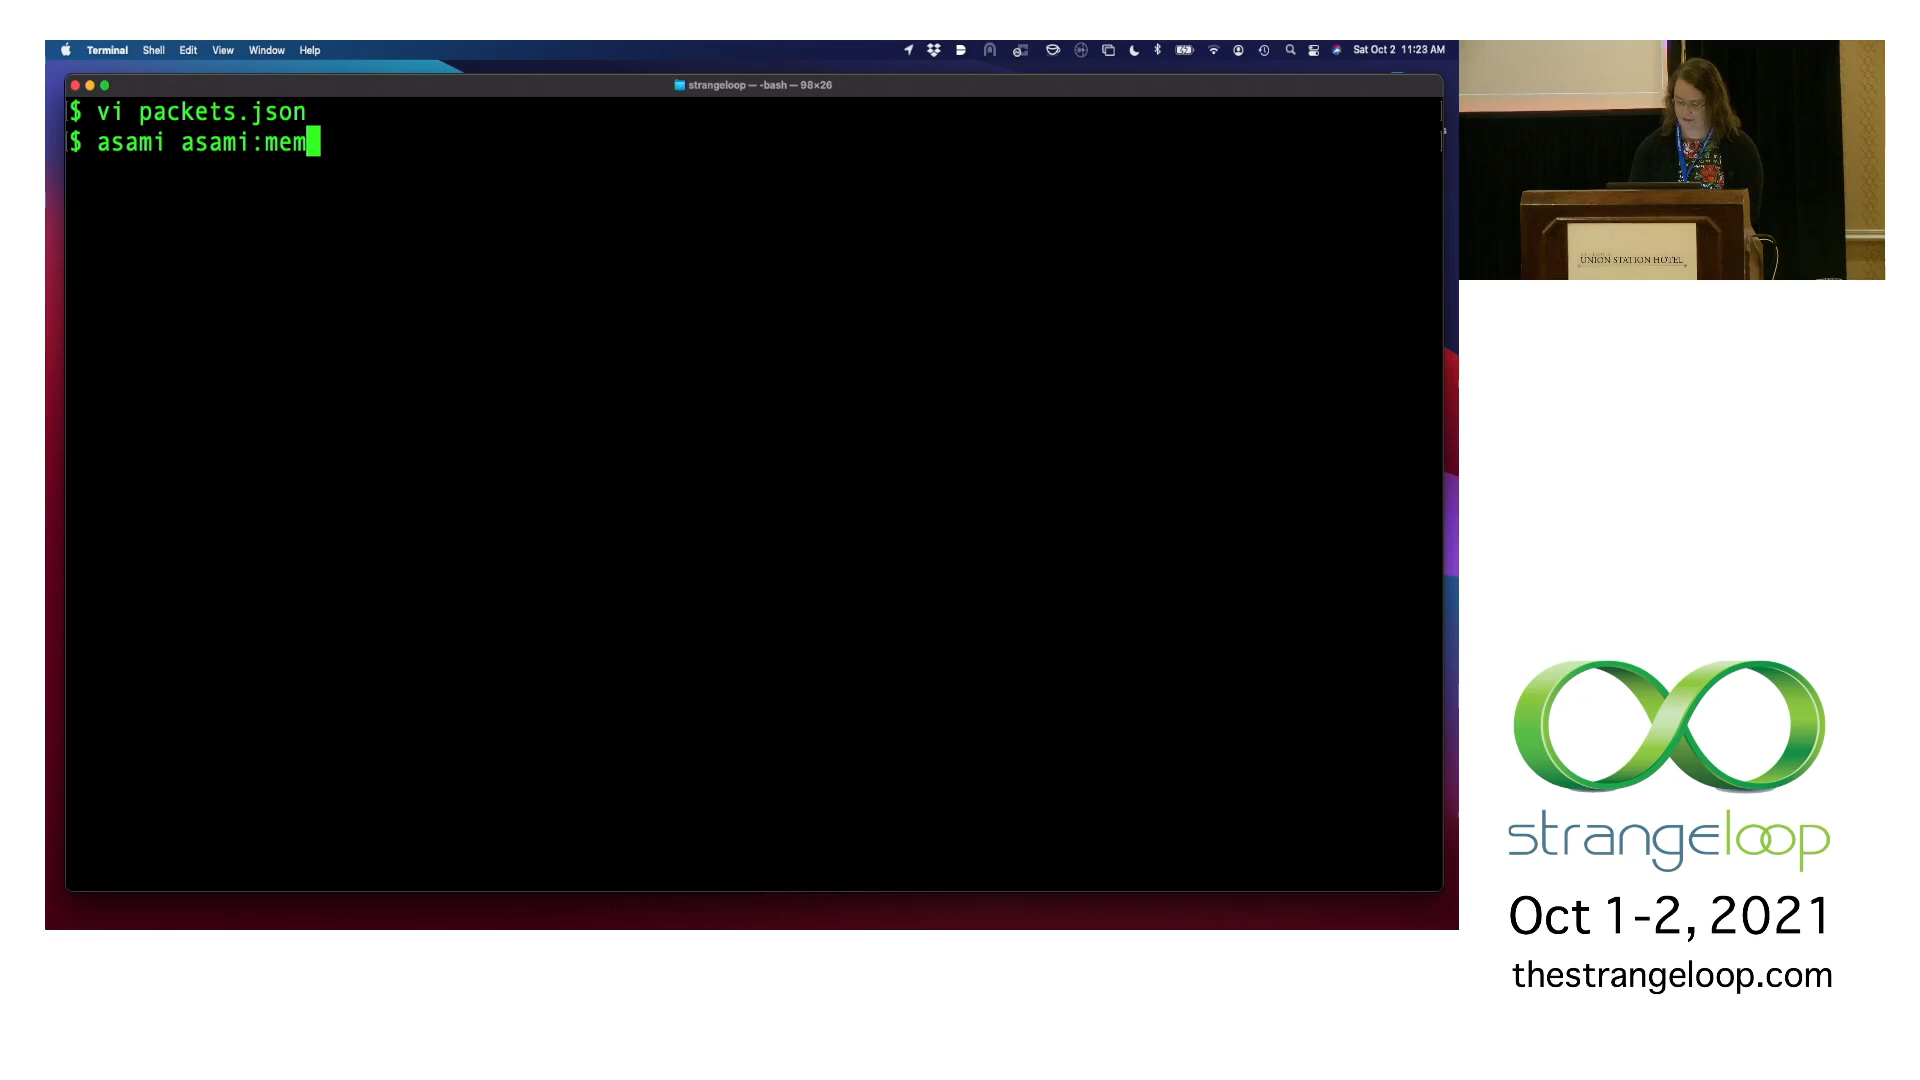 Terminal Shell Edit View Window Help Sat Oct 2 11:23 AM
strangeloop — -bash — 98×26
$ vi packets.json
$ asami asami:mem
UNION STATION HOTEL
strangeloop
Oct 1-2, 2021
thestrangeloop.com